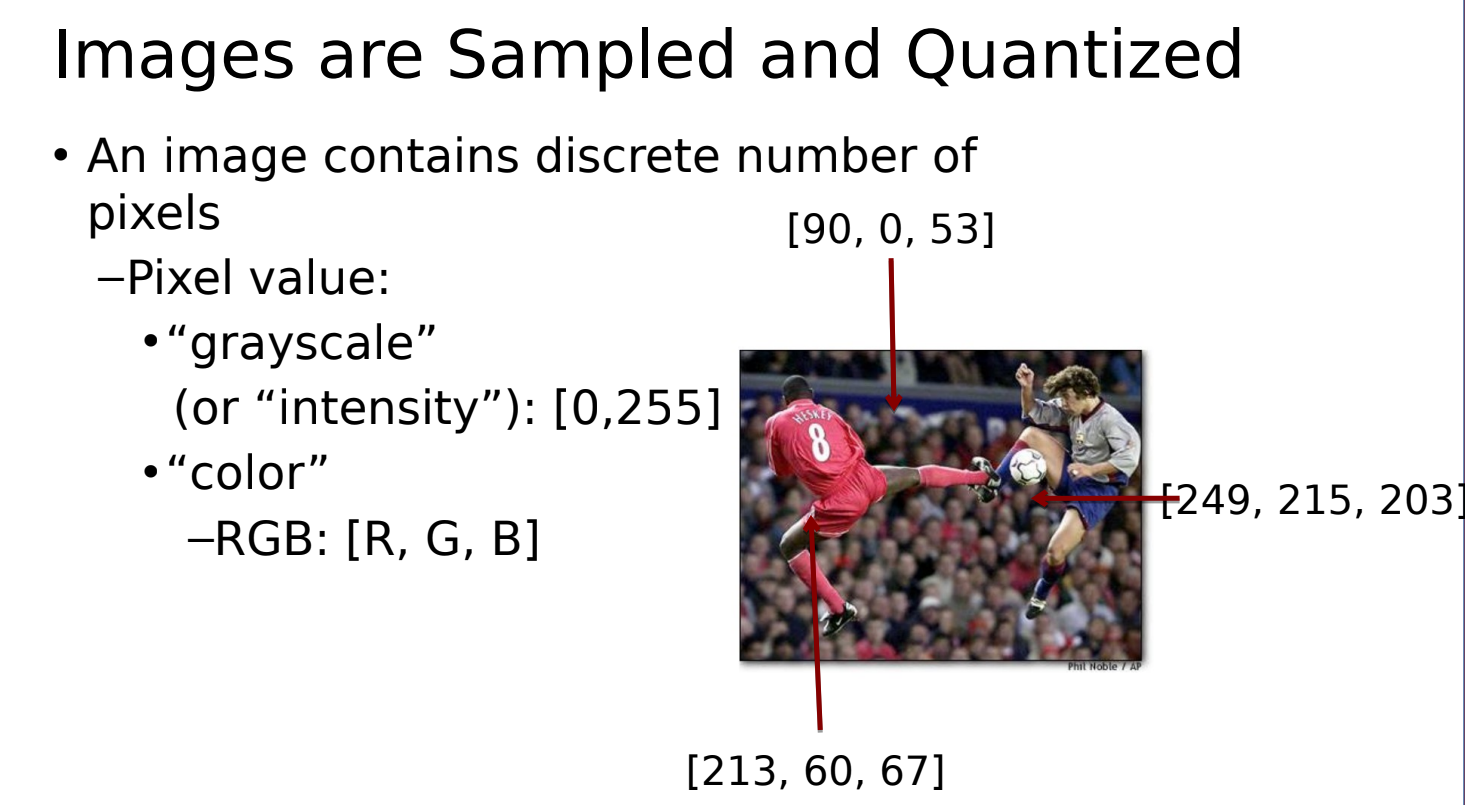 Images are Sampled and Quantized
• An image contains discrete number of
pixels
–Pixel value:
•“grayscale”
(or “intensity”): [0,255]
•“color”
–RGB: [R, G, B]
[90, 0, 53]
HESKEY
8
[249, 215, 203]
Phil Noble / AP
[213, 60, 67]